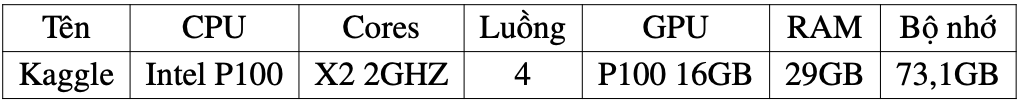 Tên CPU Cores Luồng GPU RAM Bộ nhớ
Kaggle Intel P100 X2 2GHZ 4 P100 16GB 29GB 73,1GB